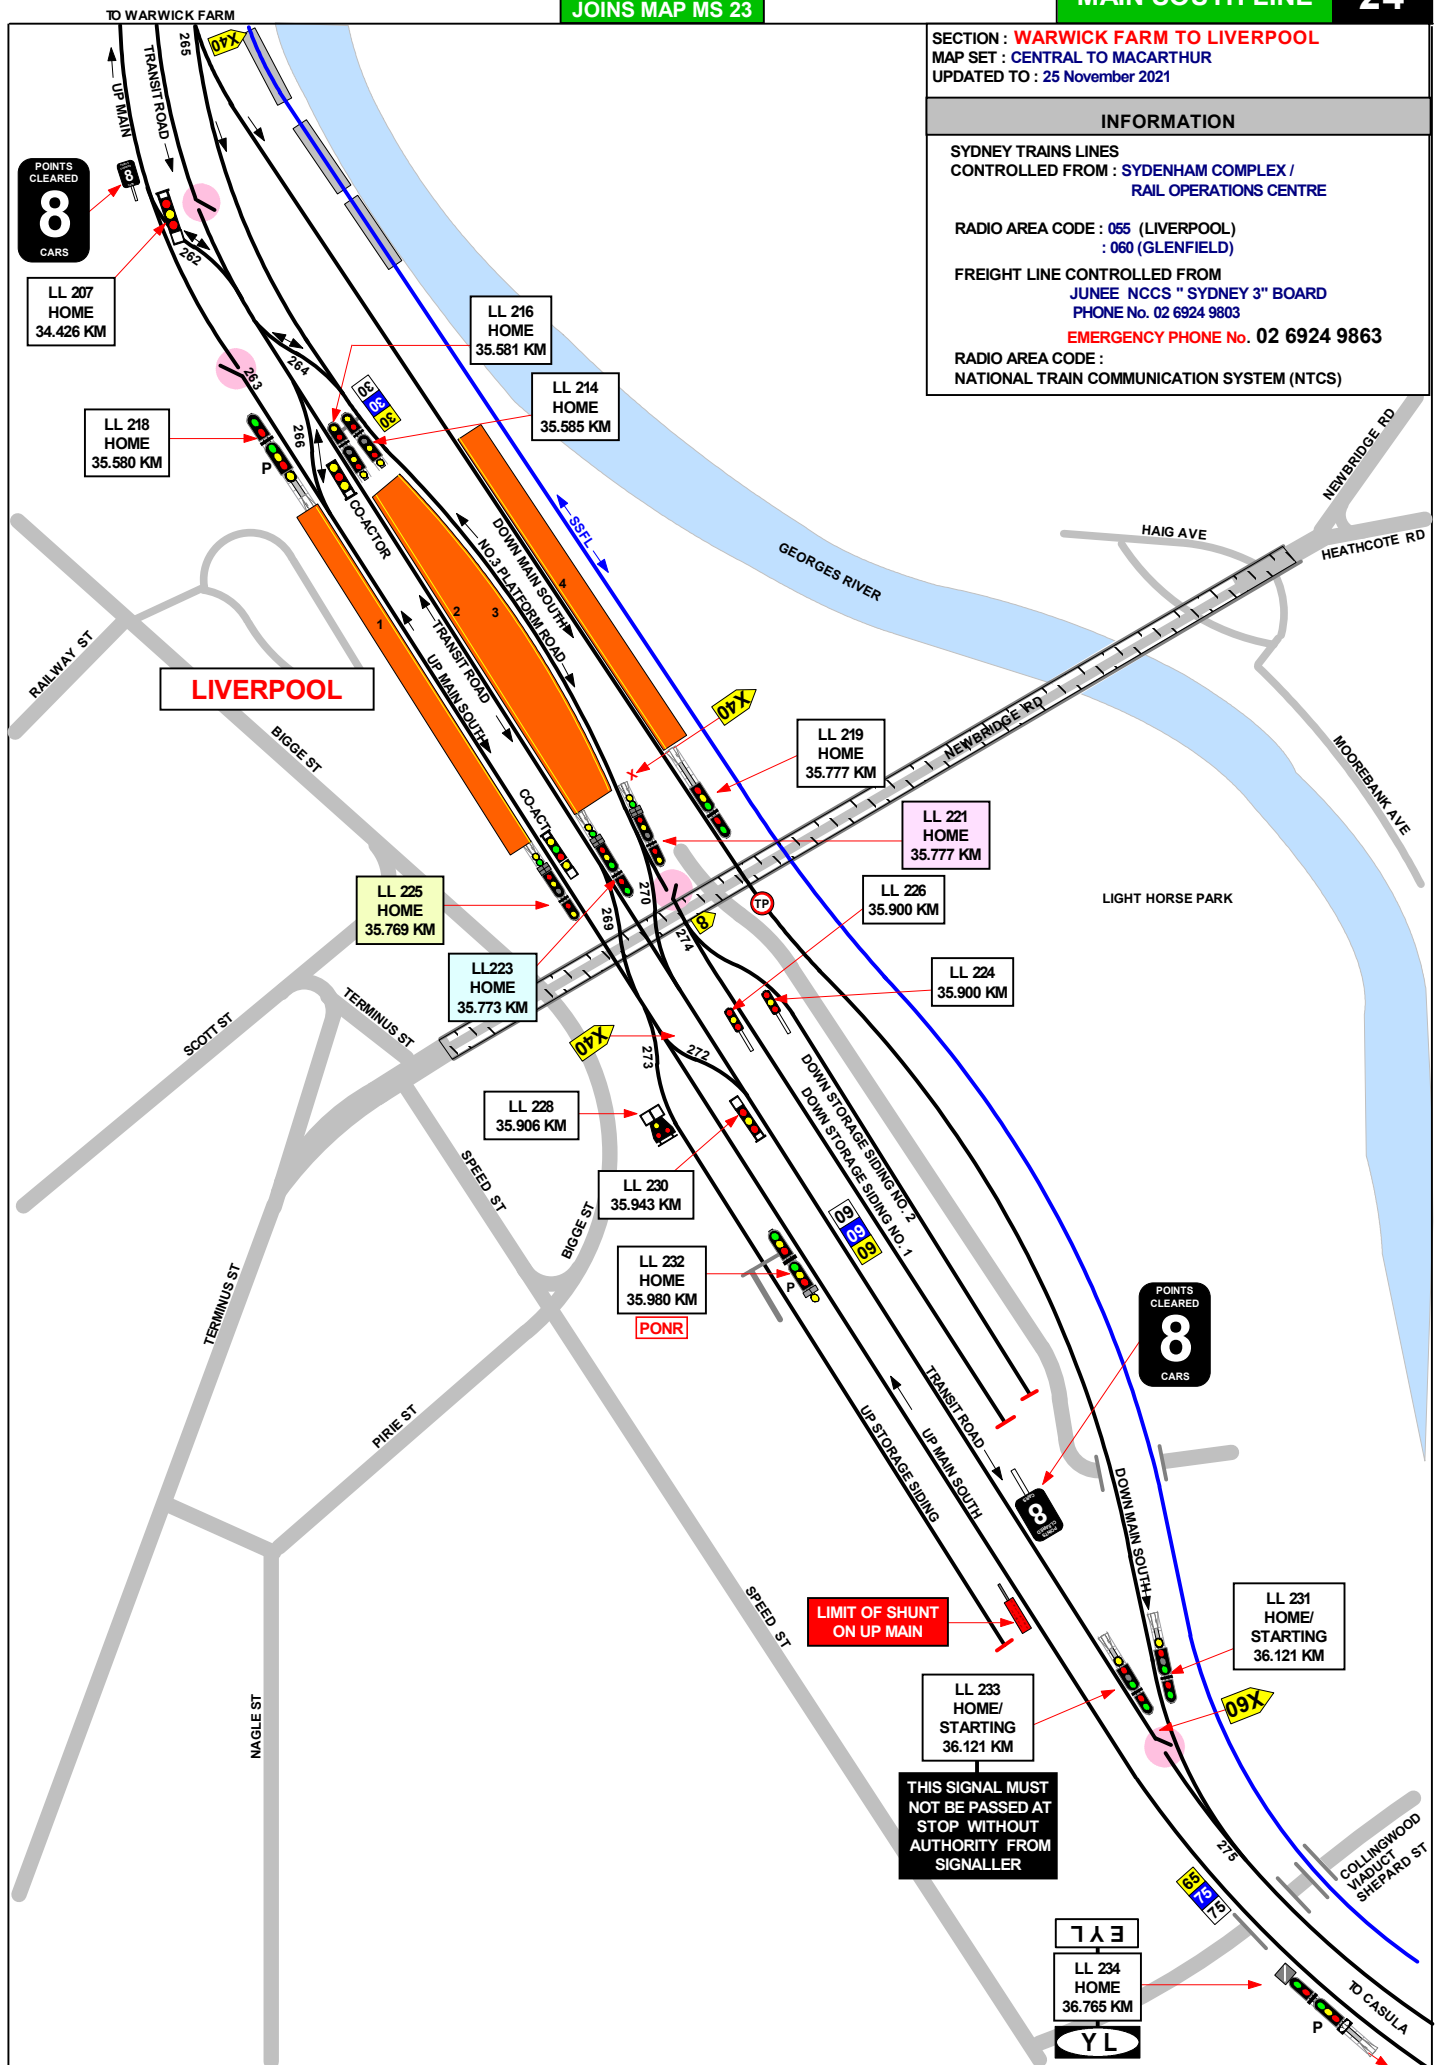 JOINS MAP MS 23
MAIN SOUTH LINE
24
TO WARWICK FARM
SECTION : WARWICK FARM TO LIVERPOOL
MAP SET : CENTRAL TO MACARTHUR
UPDATED TO : 25 November 2021
INFORMATION
SYDNEY TRAINS LINES
CONTROLLED FROM : SYDENHAM COMPLEX /
RAIL OPERATIONS CENTRE
RADIO AREA CODE : 055 (LIVERPOOL)
: 060 (GLENFIELD)
FREIGHT LINE CONTROLLED FROM
JUNEE NCCS " SYDNEY 3" BOARD
PHONE No. 02 6924 9803
EMERGENCY PHONE No. 02 6924 9863
RADIO AREA CODE :
NATIONAL TRAIN COMMUNICATION SYSTEM (NTCS)
UP MAIN
TRANSIT ROAD
265
X40
POINTS
CLEARED
8
CARS
8
262
LL 207
HOME
34.426 KM
LL 216
HOME
35.581 KM
264
263
30
30
30
LL 214
HOME
35.585 KM
LL 218
HOME
35.580 KM
P
266
CO-ACTOR
NEWBRIDGE RD
HEATHCOTE RD
HAIG AVE
GEORGES RIVER
SSFL
DOWN MAIN SOUTH
NO.3 PLATFORM ROAD
4
1
2
3
TRANSIT ROAD
UP MAIN SOUTH
RAILWAY ST
LIVERPOOL
BIGGE ST
X40
X
LL 219
HOME
35.777 KM
NEWBRIDGE RD
MOOREBANK AVE
CO-ACT
LL 221
HOME
35.777 KM
LL 225
HOME
35.769 KM
LL 226
35.900 KM
LIGHT HORSE PARK
270
269
TP
8
274
LL223
HOME
35.773 KM
LL 224
35.900 KM
SCOTT ST
TERMINUS ST
X40
273
272
DOWN STORAGE SIDING NO. 2
DOWN STORAGE SIDING NO. 1
LL 228
35.906 KM
LL 230
35.943 KM
SPEED ST
BIGGE ST
60
60
60
LL 232
HOME
35.980 KM
PONR
P
TERMINUS ST
POINTS
CLEARED
8
CARS
PIRIE ST
TRANSIT ROAD
UP MAIN SOUTH
UP STORAGE SIDING
POINTS
CLEARED
8
CARS
DOWN MAIN SOUTH
SPEED ST
LIMIT OF SHUNT
ON UP MAIN
LL 231
HOME/
STARTING
36.121 KM
NAGLE ST
LL 233
HOME/
STARTING
36.121 KM
X60
THIS SIGNAL MUST
NOT BE PASSED AT
STOP WITHOUT
AUTHORITY FROM
SIGNALLER
275
COLLINGWOOD
VIADUCT
SHEPARD ST
65
75
75
EYL
LL 234
HOME
36.765 KM
YL
P
TO CASULA